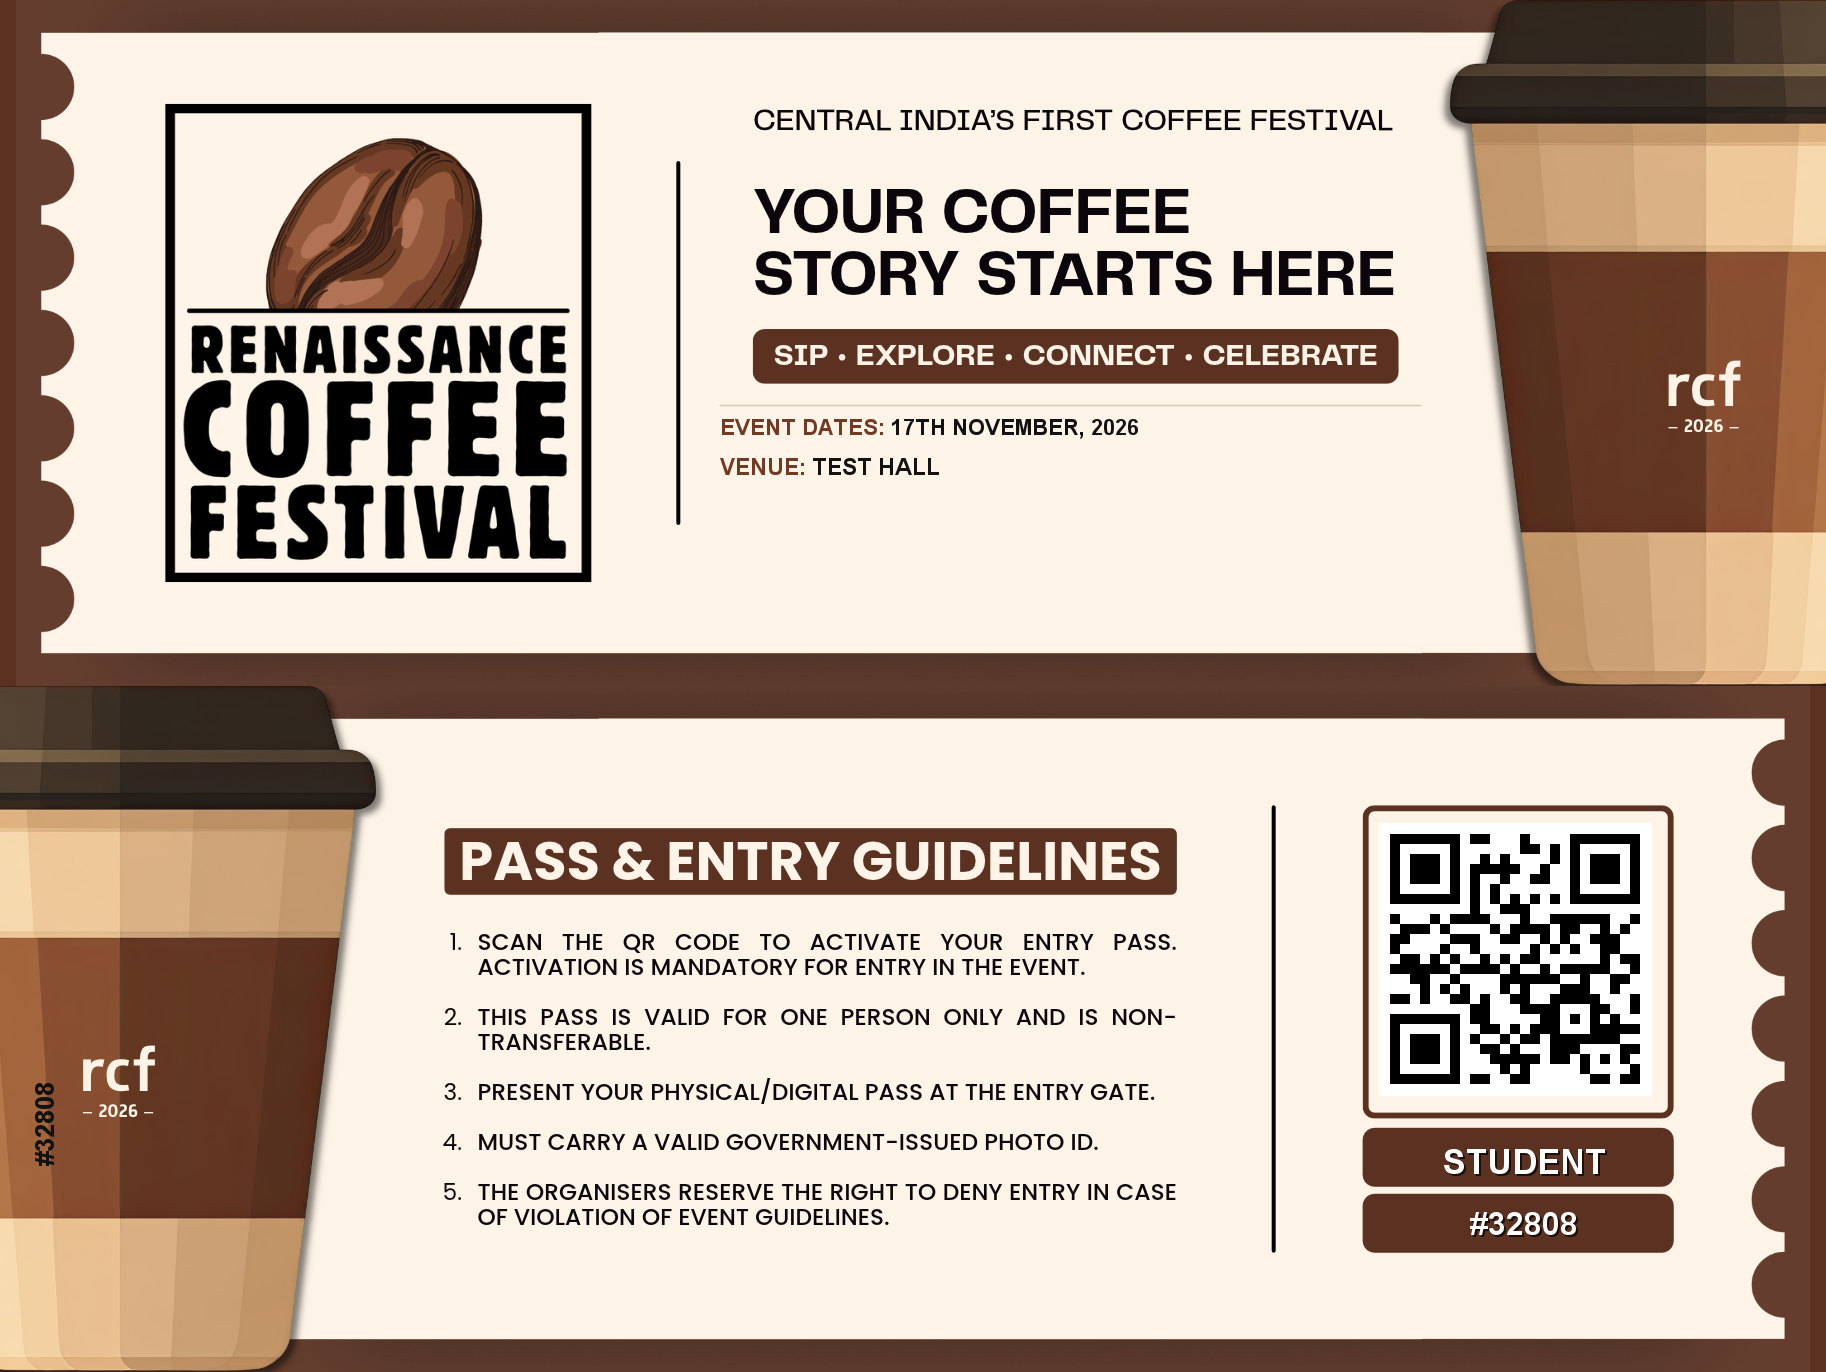 CENTRAL INDIA'S FIRST COFFEE FESTIVAL
YOUR COFFEE
STORY STARTS HERE
SIP • EXPLORE • CONNECT • CELEBRATE
EVENT DATES: 17TH NOVEMBER, 2026
VENUE: TEST HALL
RENAISSANCE
COFFEE
FESTIVAL
rcf
– 2026 –
PASS & ENTRY GUIDELINES
1. SCAN THE QR CODE TO ACTIVATE YOUR ENTRY PASS.
ACTIVATION IS MANDATORY FOR ENTRY IN THE EVENT.
2. THIS PASS IS VALID FOR ONE PERSON ONLY AND IS NON-
TRANSFERABLE.
3. PRESENT YOUR PHYSICAL/DIGITAL PASS AT THE ENTRY GATE.
4. MUST CARRY A VALID GOVERNMENT-ISSUED PHOTO ID.
5. THE ORGANISERS RESERVE THE RIGHT TO DENY ENTRY IN CASE
OF VIOLATION OF EVENT GUIDELINES.
rcf
– 2026 –
#32808
STUDENT
#32808